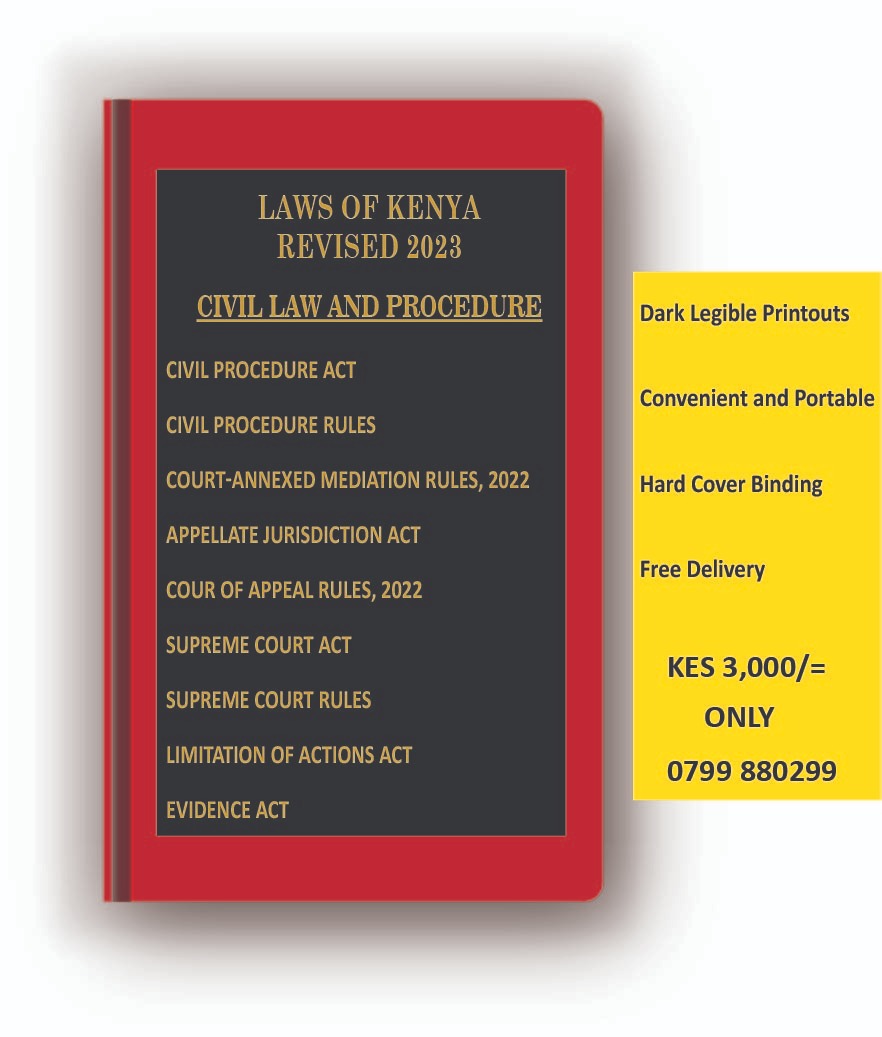 LAWS OF KENYA
REVISED 2023
CIVIL LAW AND PROCEDURE
CIVIL PROCEDURE ACT
CIVIL PROCEDURE RULES
COURT-ANNEXED MEDIATION RULES, 2022
APPELLATE JURISDICTION ACT
COUR OF APPEAL RULES, 2022
SUPREME COURT ACT
SUPREME COURT RULES
LIMITATION OF ACTIONS ACT
EVIDENCE ACT
Dark Legible Printouts
Convenient and Portable
Hard Cover Binding
Free Delivery
KES 3,000/=
ONLY
0799 880299